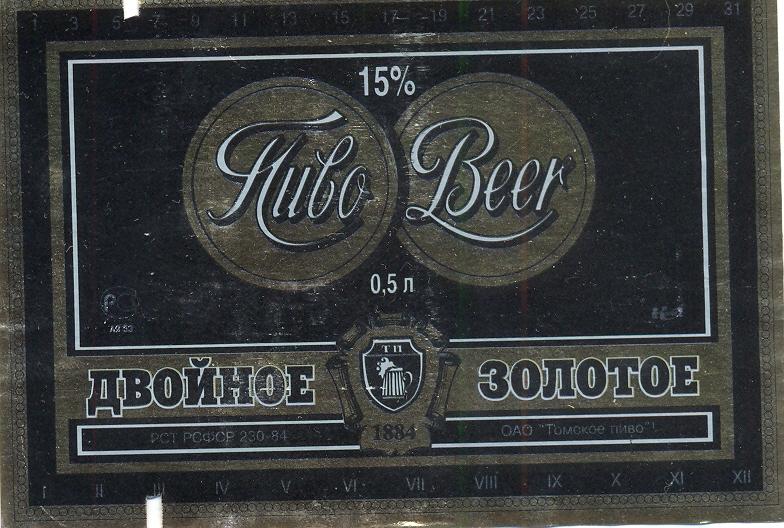 1 3 5 7 9 11 13 15 17 19 21 23 25 27 29 31
15%
Пиво Beer
0,5 л
АЯ 53
ТП
ДВОЙНОЕ ЗОЛОТОЕ
РСТ РСФСР 230-84 1884 ОАО "Томское пиво"
I II III IV V VI VII VIII IX X XI XII